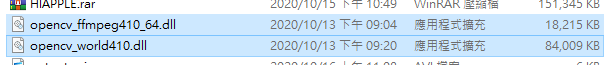 HIAPPLE.rar 2020/10/15 下午 10:49 WinRAR 壓縮檔 151,345 KB
opencv_ffmpeg410_64.dll 2020/10/13 下午 09:04 應用程式擴充 18,215 KB
opencv_world410.dll 2020/10/13 下午 09:20 應用程式擴充 84,009 KB